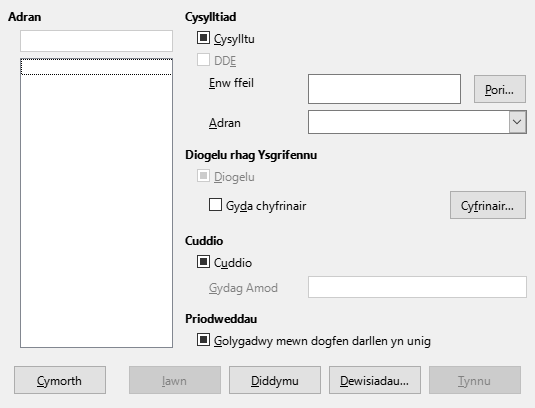 Adran
Cysylltiad
Cysylltu
DDE
Enw ffeil
Pori...
Adran
Diogelu rhag Ysgrifennu
Diogelu
Gyda chyfrinair
Cyfrinair...
Cuddio
Cuddio
Gydag Amod
Priodweddau
Golygadwy mewn dogfen darllen yn unig
Cymorth
Iawn
Diddymu
Dewisiadau...
Tynnu